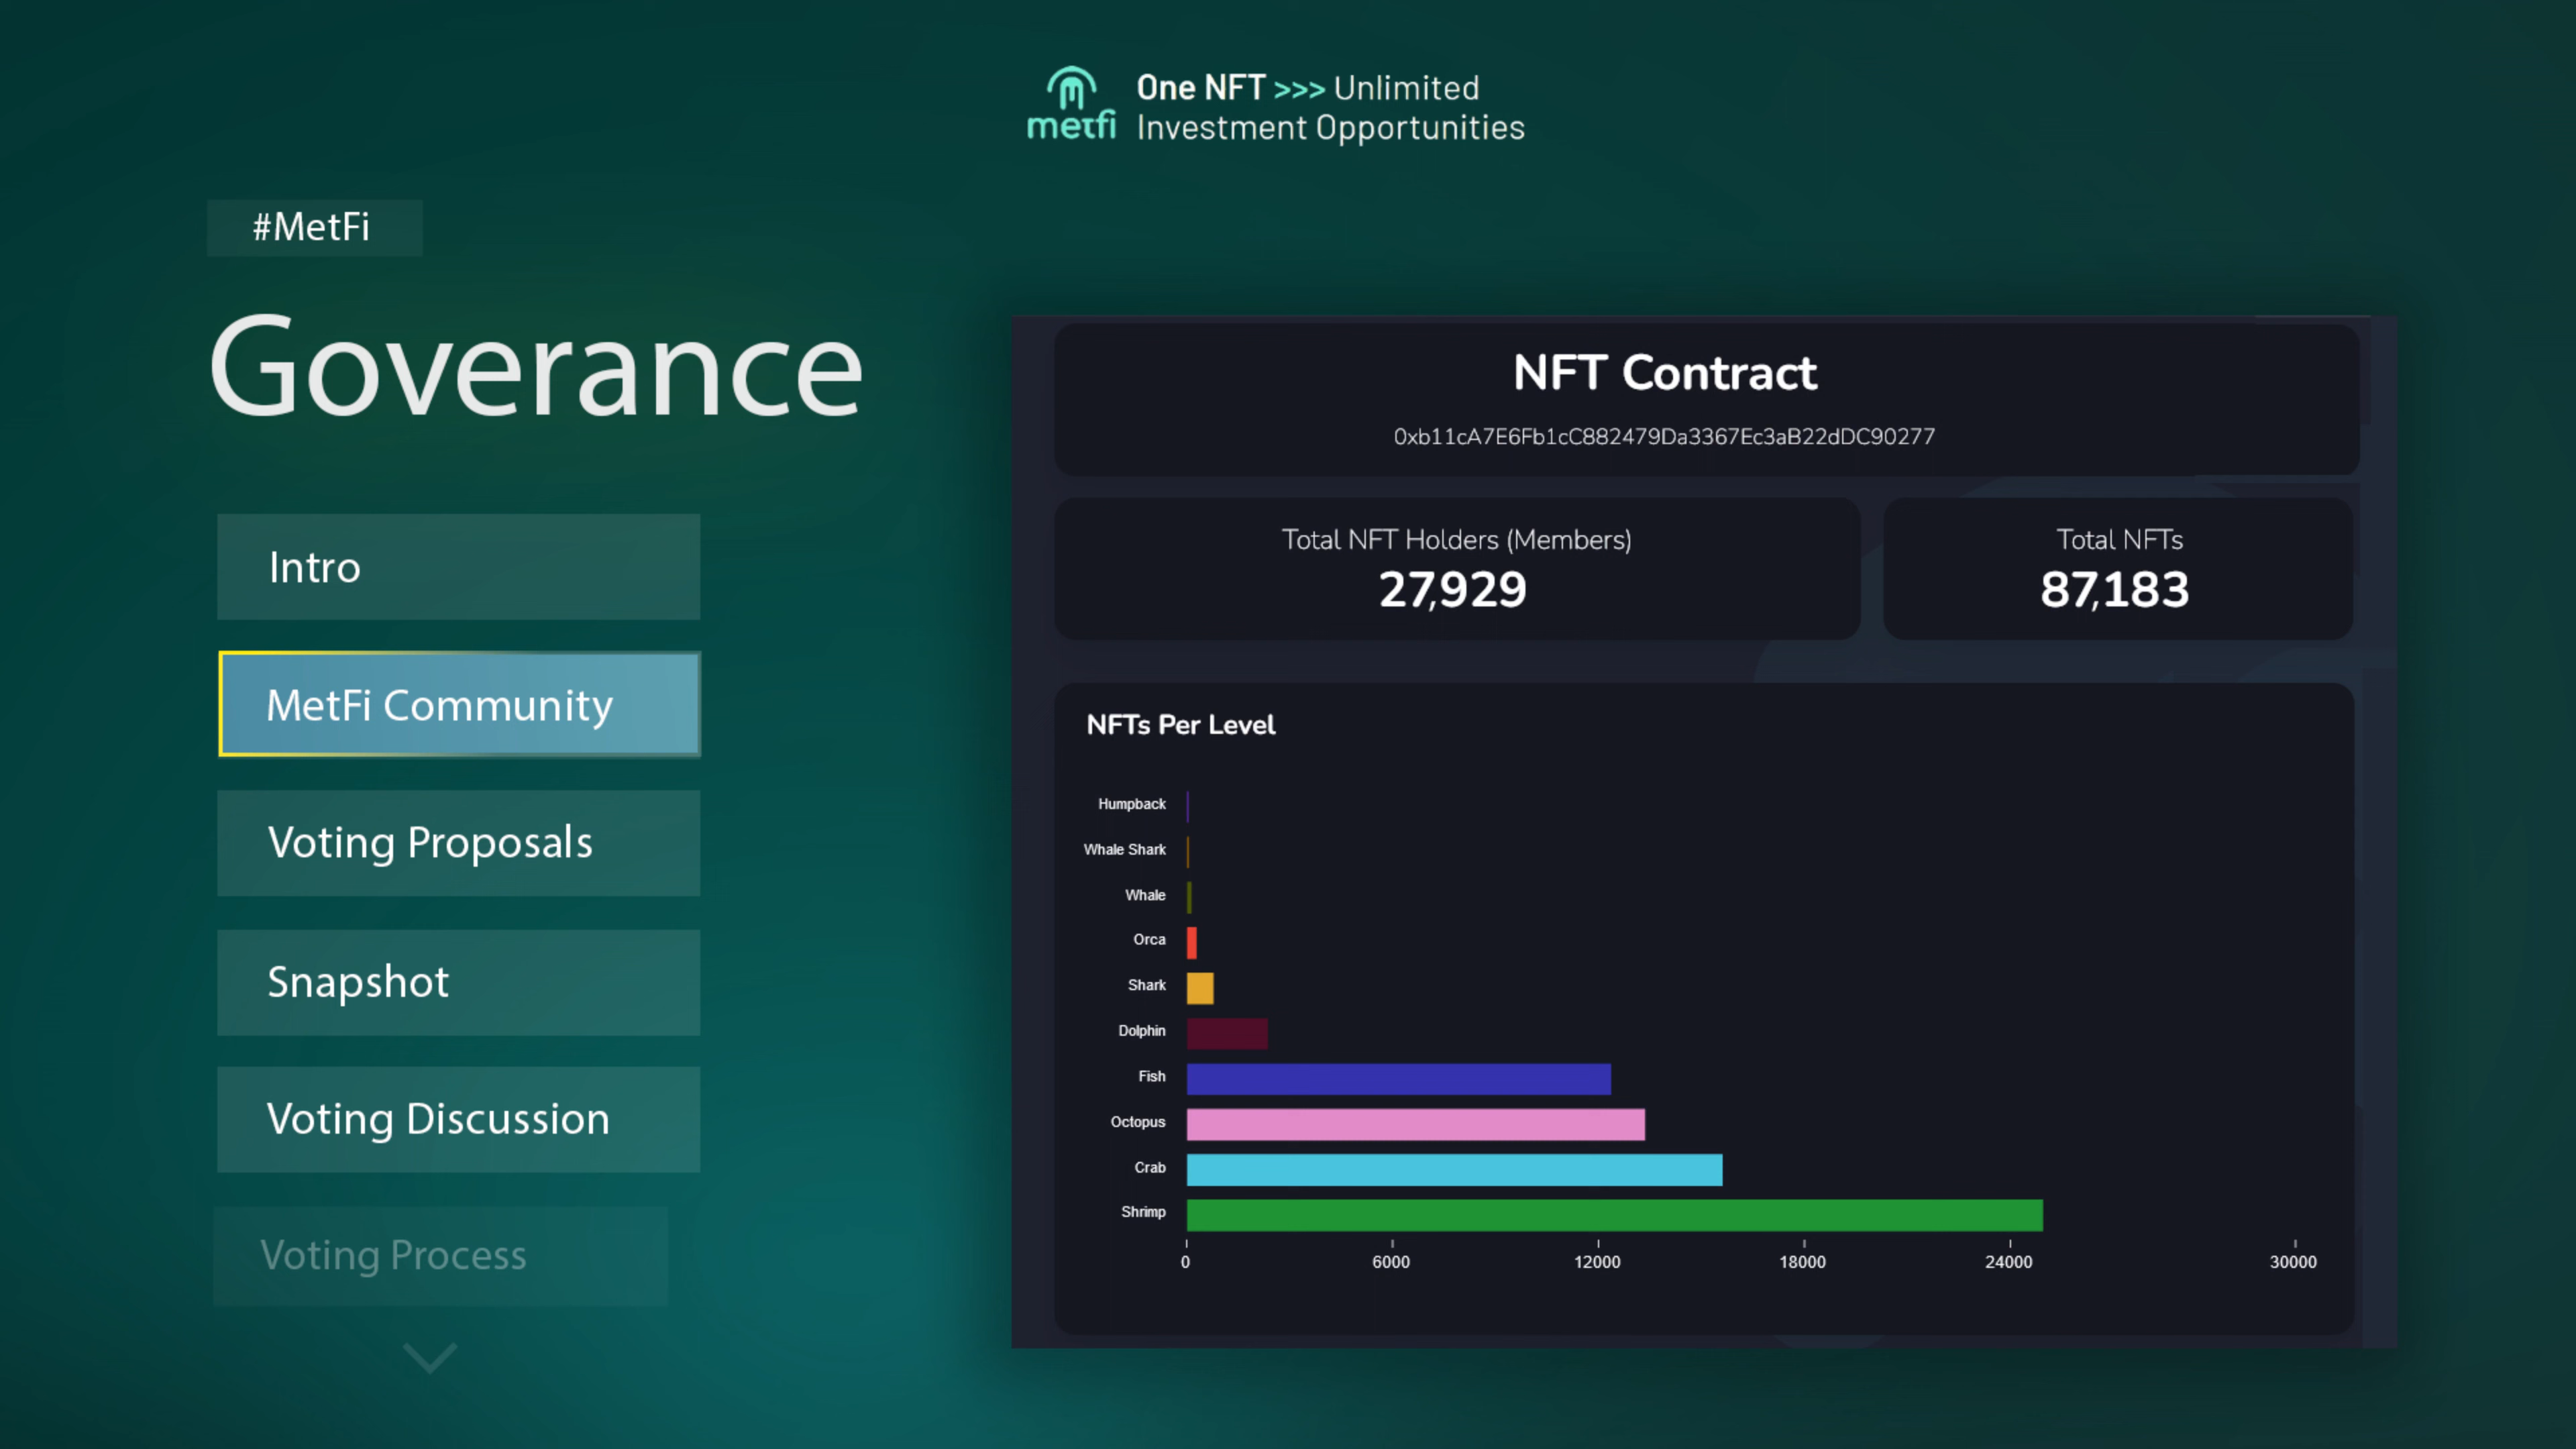 metfi
One NFT >>> Unlimited
Investment Opportunities
#MetFi
Goverance
Intro
MetFi Community
Voting Proposals
Snapshot
Voting Discussion
Voting Process
NFT Contract
0xb11cA7E6Fb1cC882479Da3367Ec3aB22dDC90277
Total NFT Holders (Members)
27,929
Total NFTs
87,183
NFTs Per Level
Humpback
Whale Shark
Whale
Orca
Shark
Dolphin
Fish
Octopus
Crab
Shrimp
0 6000 12000 18000 24000 30000